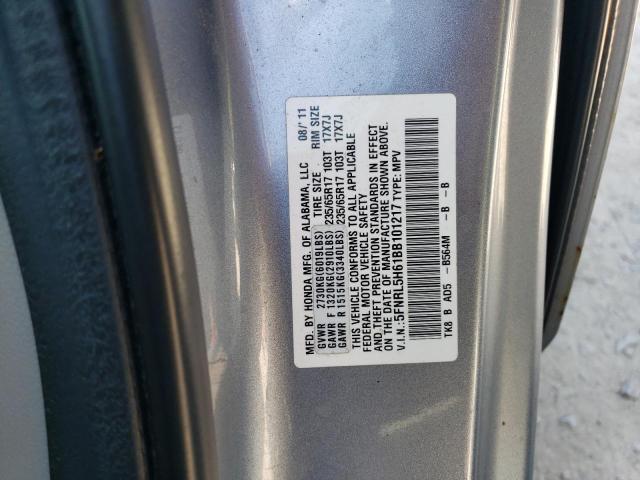 MFD. BY HONDA MFG. OF ALABAMA, LLC 08/'11
TIRE SIZE RIM SIZE
GVWR 2730KG(6019LBS)
GAWR F 1320KG(2910LBS) 235/65R17 103T 17X7J
GAWR R 1515KG(3340LBS) 235/65R17 103T 17X7J
THIS VEHICLE CONFORMS TO ALL APPLICABLE
FEDERAL MOTOR VEHICLE SAFETY
AND THEFT PREVENTION STANDARDS IN EFFECT
ON THE DATE OF MANUFACTURE SHOWN ABOVE.
V.I.N.: 5FNRL5H61BB101217 TYPE: MPV
TK8 B AD5 -B564M -B -B